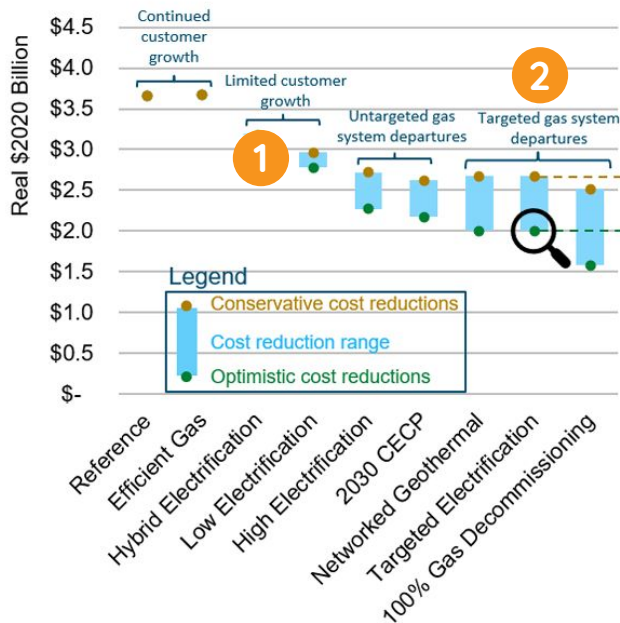 Real $2020 Billion
$4.5
$4.0
$3.5
$3.0
$2.5
$2.0
$1.5
$1.0
$0.5
$-
Continued
customer
growth
Limited customer
growth
Untargeted gas
system departures
Targeted gas system
departures
1
2
Legend
Conservative cost reductions
Cost reduction range
Optimistic cost reductions
Reference
Efficient Gas
Hybrid Electrification
Low Electrification
High Electrification
2030 CECP
Networked Geothermal
Targeted Electrification
100% Gas Decommissioning